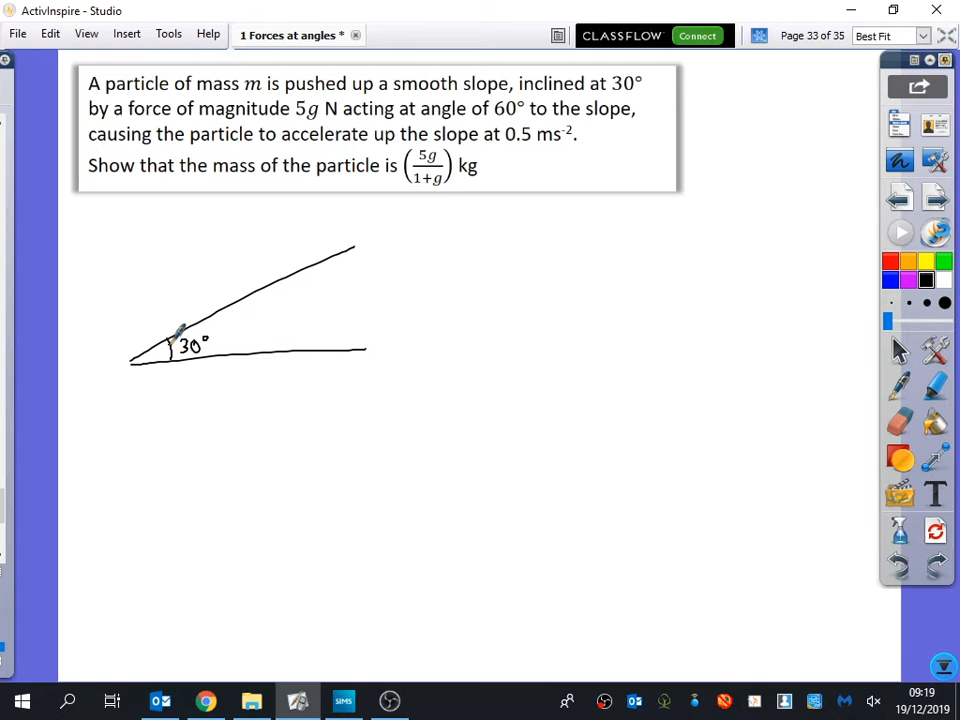 ActivInspire - Studio
File Edit View Insert Tools Help
1 Forces at angles *
CLASSFLOW Connect
Page 33 of 35
Best Fit
A particle of mass m is pushed up a smooth slope, inclined at 30°
by a force of magnitude 5g N acting at angle of 60° to the slope,
causing the particle to accelerate up the slope at 0.5 ms⁻².
Show that the mass of the particle is (5g/1+g) kg
30°
T
SIMS
09:19
19/12/2019